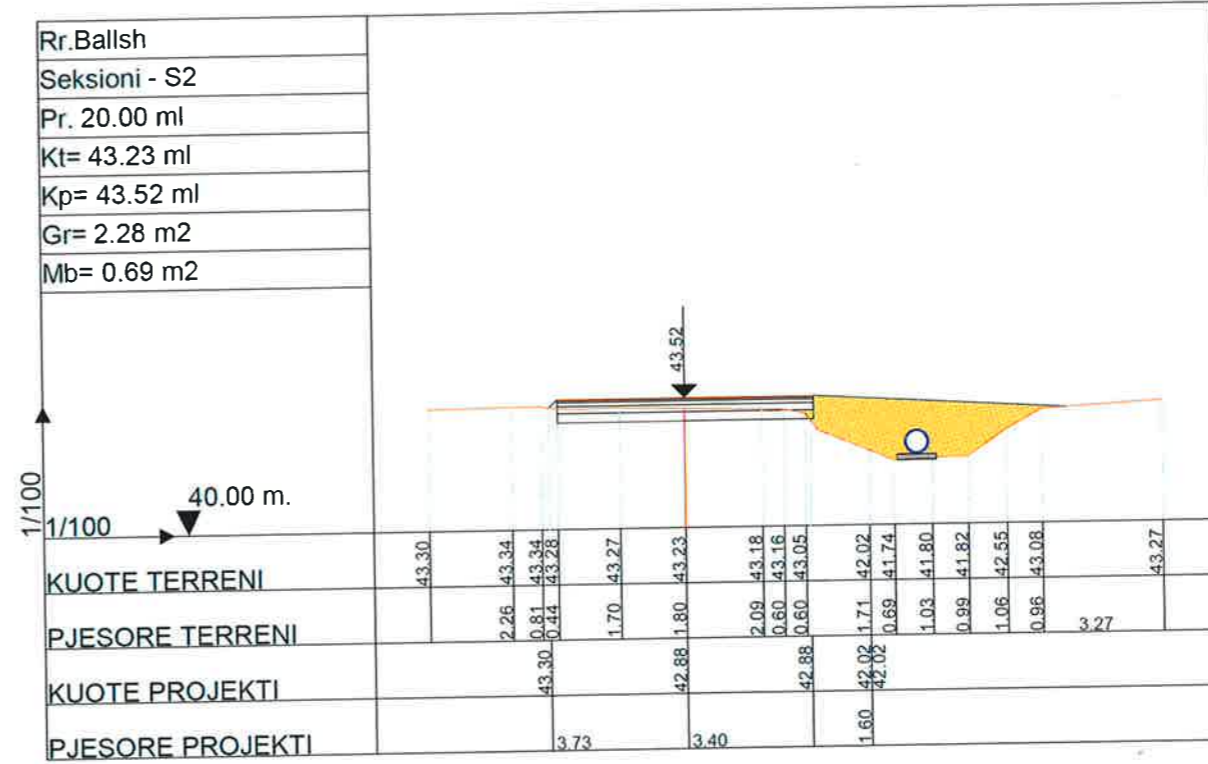 Rr.Ballsh
Seksioni - S2
Pr. 20.00 ml
Kt= 43.23 ml
Kp= 43.52 ml
Gr= 2.28 m2
Mb= 0.69 m2
43.52
1/100
40.00 m.
1/100
KUOTE TERRENI 43.30 43.34 43.34 43.28 43.27 43.23 43.18 43.16 43.05 42.02 41.74 41.80 41.82 42.55 43.08 43.27
PJESORE TERRENI 2.26 0.81 0.44 1.70 1.80 2.09 0.60 0.60 1.71 0.69 1.03 0.99 1.06 0.96 3.27
KUOTE PROJEKTI 43.30 42.88 42.88 42.02 42.02
PJESORE PROJEKTI 3.73 3.40 1.60